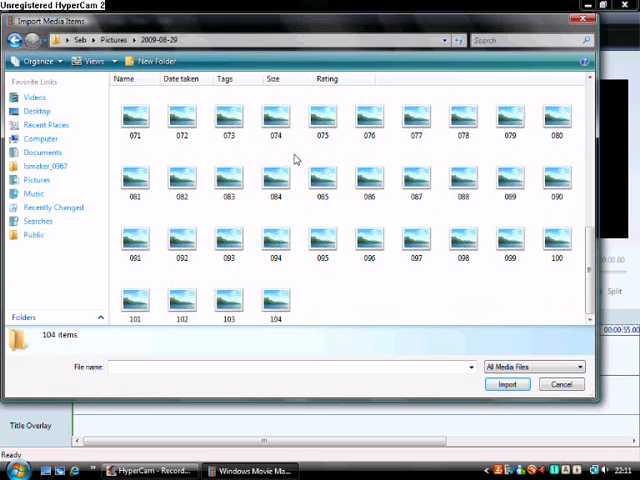 Unregistered HyperCam 2
Import Media Items
Seb Pictures 2009-08-29
Search
Organize Views New Folder
Favorite Links
Videos
Desktop
Recent Places
Computer
Documents
Ismaker_0967
Pictures
Music
Recently Changed
Searches
Public
Folders
Name Date taken Tags Size Rating
071 072 073 074 075 076 077 078 079 080
081 082 083 084 085 086 087 088 089 090
091 092 093 094 095 096 097 098 099 100
101 102 103 104
104 items
File name:
All Media Files
Import Cancel
Split
00:00:55.00
Title Overlay
Ready
HyperCam - Record... Windows Movie Ma... 22:11